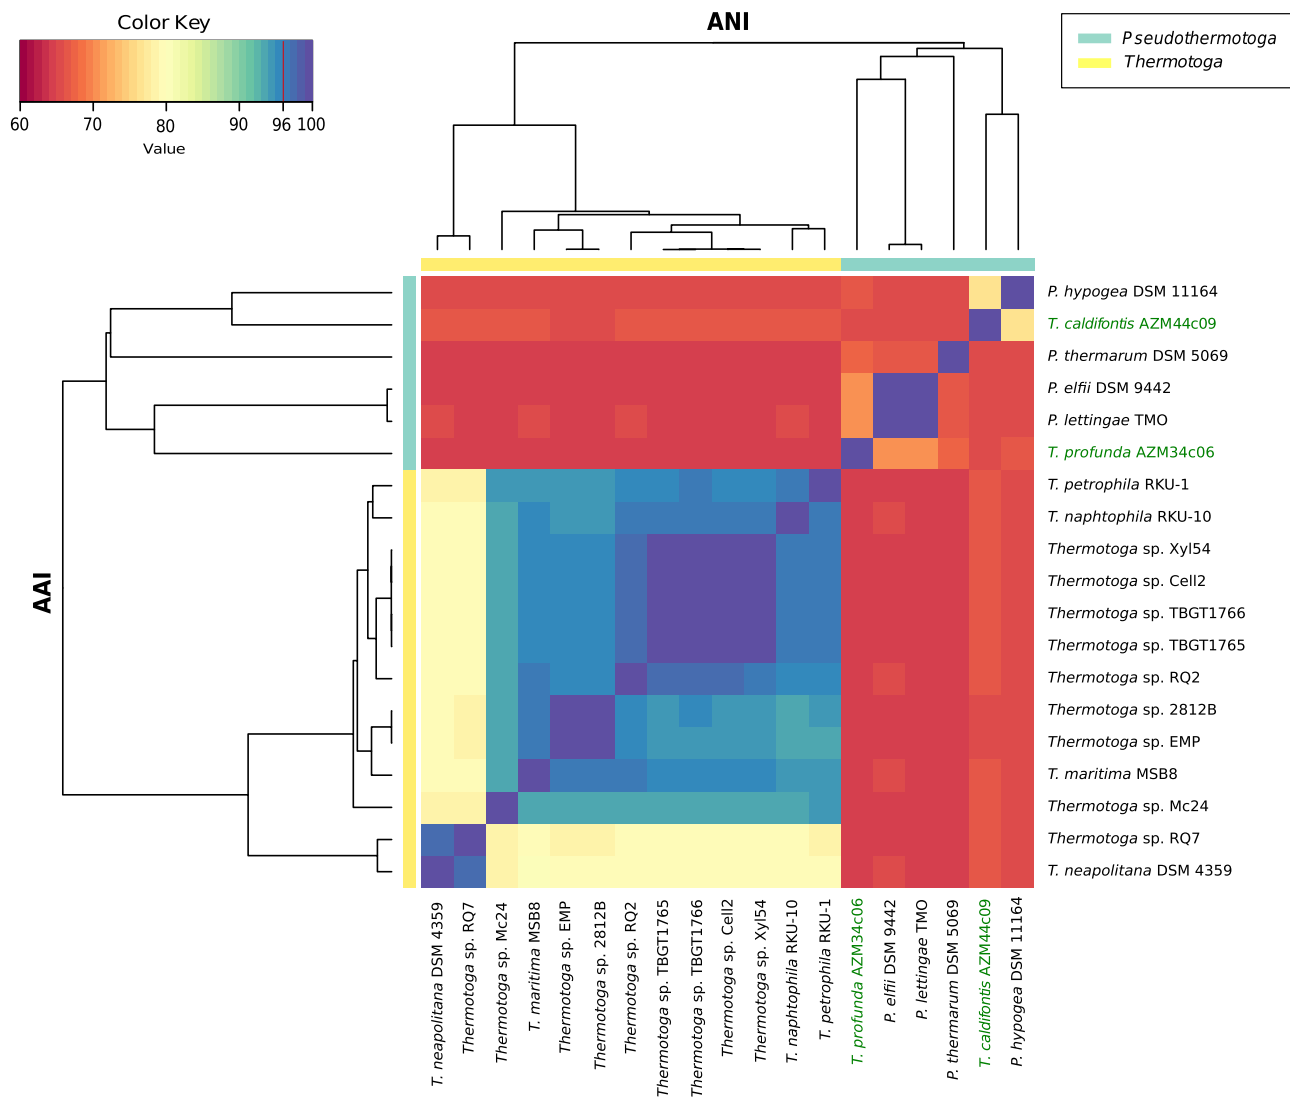 Color Key
60 70 80 90 96 100
Value
ANI
Pseudothermotoga
Thermotoga
AAI
P. hypogea DSM 11164
T. caldifontis AZM44c09
P. thermarum DSM 5069
P. elfii DSM 9442
P. lettingae TMO
T. profunda AZM34c06
T. petrophila RKU-1
T. naphtophila RKU-10
Thermotoga sp. Xyl54
Thermotoga sp. Cell2
Thermotoga sp. TBGT1766
Thermotoga sp. TBGT1765
Thermotoga sp. RQ2
Thermotoga sp. 2812B
Thermotoga sp. EMP
T. maritima MSB8
Thermotoga sp. Mc24
Thermotoga sp. RQ7
T. neapolitana DSM 4359
T. neapolitana DSM 4359
Thermotoga sp. RQ7
Thermotoga sp. Mc24
T. maritima MSB8
Thermotoga sp. EMP
Thermotoga sp. 2812B
Thermotoga sp. RQ2
Thermotoga sp. TBGT1765
Thermotoga sp. TBGT1766
Thermotoga sp. Cell2
Thermotoga sp. Xyl54
T. naphtophila RKU-10
T. petrophila RKU-1
T. profunda AZM34c06
P. elfii DSM 9442
P. lettingae TMO
P. thermarum DSM 5069
T. caldifontis AZM44c09
P. hypogea DSM 11164